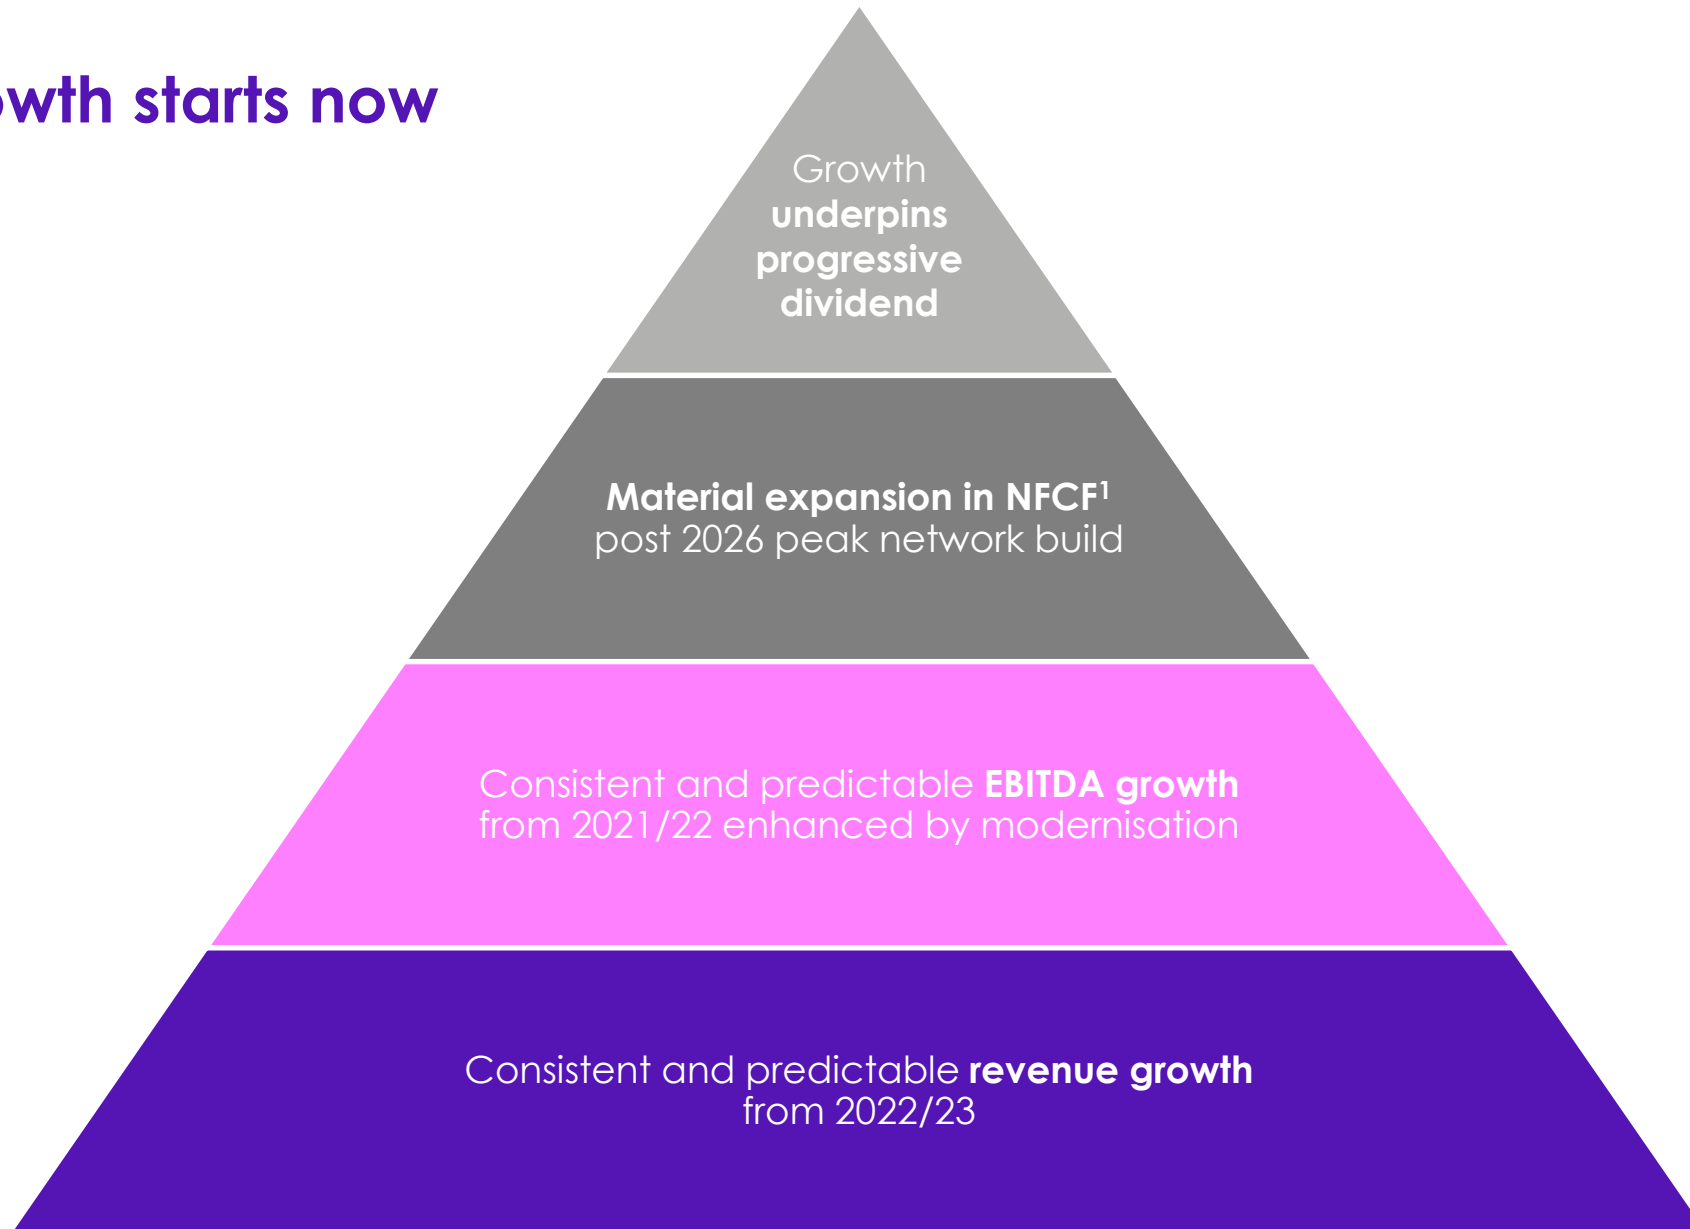 wth starts now
Growth
underpins
progressive
dividend
Material expansion in NFCF¹
post 2026 peak network build
Consistent and predictable EBITDA growth
from 2021/22 enhanced by modernisation
Consistent and predictable revenue growth
from 2022/23